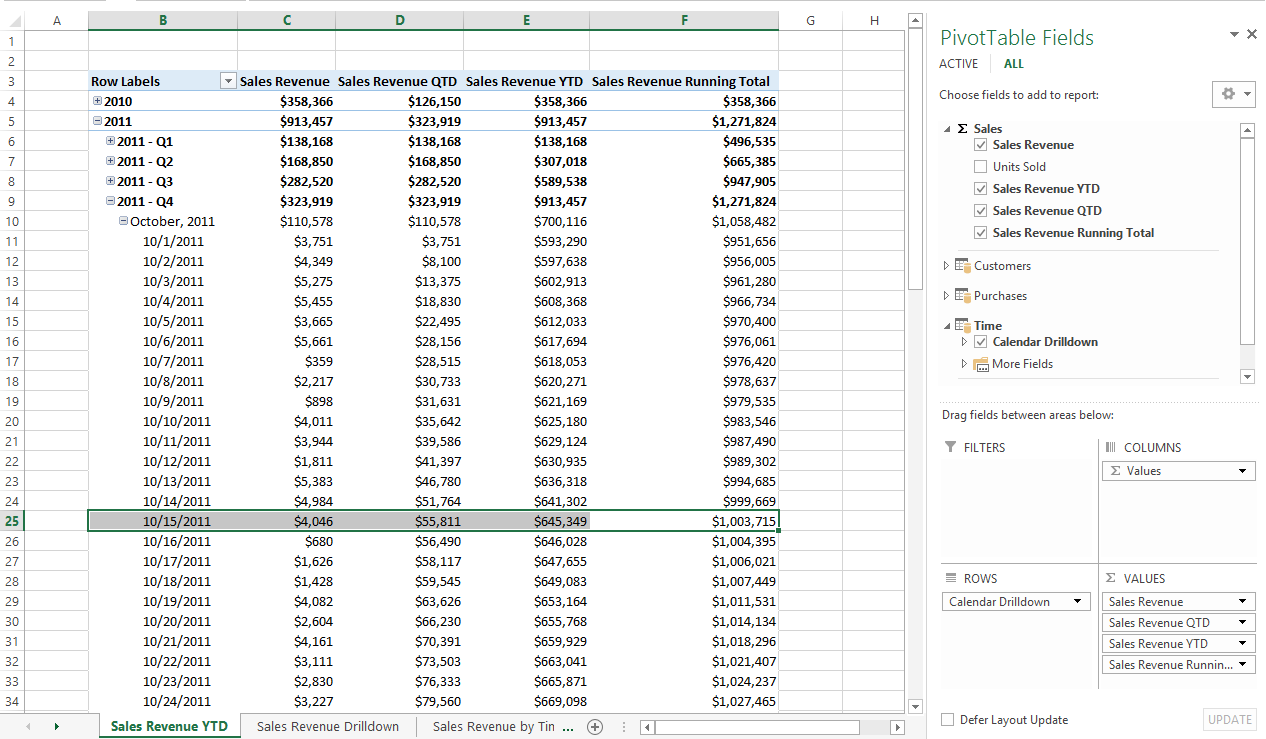 A B C D E F G H
1
2
3 Row Labels Sales Revenue Sales Revenue QTD Sales Revenue YTD Sales Revenue Running Total
4 2010 $358,366 $126,150 $358,366 $358,366
5 2011 $913,457 $323,919 $913,457 $1,271,824
6 2011 - Q1 $138,168 $138,168 $138,168 $496,535
7 2011 - Q2 $168,850 $168,850 $307,018 $665,385
8 2011 - Q3 $282,520 $282,520 $589,538 $947,905
9 2011 - Q4 $323,919 $323,919 $913,457 $1,271,824
10 October, 2011 $110,578 $110,578 $700,116 $1,058,482
11 10/1/2011 $3,751 $3,751 $593,290 $951,656
12 10/2/2011 $4,349 $8,100 $597,638 $956,005
13 10/3/2011 $5,275 $13,375 $602,913 $961,280
14 10/4/2011 $5,455 $18,830 $608,368 $966,734
15 10/5/2011 $3,665 $22,495 $612,033 $970,400
16 10/6/2011 $5,661 $28,156 $617,694 $976,061
17 10/7/2011 $359 $28,515 $618,053 $976,420
18 10/8/2011 $2,217 $30,733 $620,271 $978,637
19 10/9/2011 $898 $31,631 $621,169 $979,535
20 10/10/2011 $4,011 $35,642 $625,180 $983,546
21 10/11/2011 $3,944 $39,586 $629,124 $987,490
22 10/12/2011 $1,811 $41,397 $630,935 $989,302
23 10/13/2011 $5,383 $46,780 $636,318 $994,685
24 10/14/2011 $4,984 $51,764 $641,302 $999,669
25 10/15/2011 $4,046 $55,811 $645,349 $1,003,715
26 10/16/2011 $680 $56,490 $646,028 $1,004,395
27 10/17/2011 $1,626 $58,117 $647,655 $1,006,021
28 10/18/2011 $1,428 $59,545 $649,083 $1,007,449
29 10/19/2011 $4,082 $63,626 $653,164 $1,011,531
30 10/20/2011 $2,604 $66,230 $655,768 $1,014,134
31 10/21/2011 $4,161 $70,391 $659,929 $1,018,296
32 10/22/2011 $3,111 $73,503 $663,041 $1,021,407
33 10/23/2011 $2,830 $76,333 $665,871 $1,024,237
34 10/24/2011 $3,227 $79,560 $669,098 $1,027,465
Sales Revenue YTD Sales Revenue Drilldown Sales Revenue by Tin ...
PivotTable Fields
ACTIVE ALL
Choose fields to add to report:
Σ Sales
Sales Revenue
Units Sold
Sales Revenue YTD
Sales Revenue QTD
Sales Revenue Running Total
Customers
Purchases
Time
Calendar Drilldown
More Fields
Drag fields between areas below:
FILTERS
COLUMNS
Σ Values
ROWS
Calendar Drilldown
Σ VALUES
Sales Revenue
Sales Revenue QTD
Sales Revenue YTD
Sales Revenue Runnin...
Defer Layout Update
UPDATE